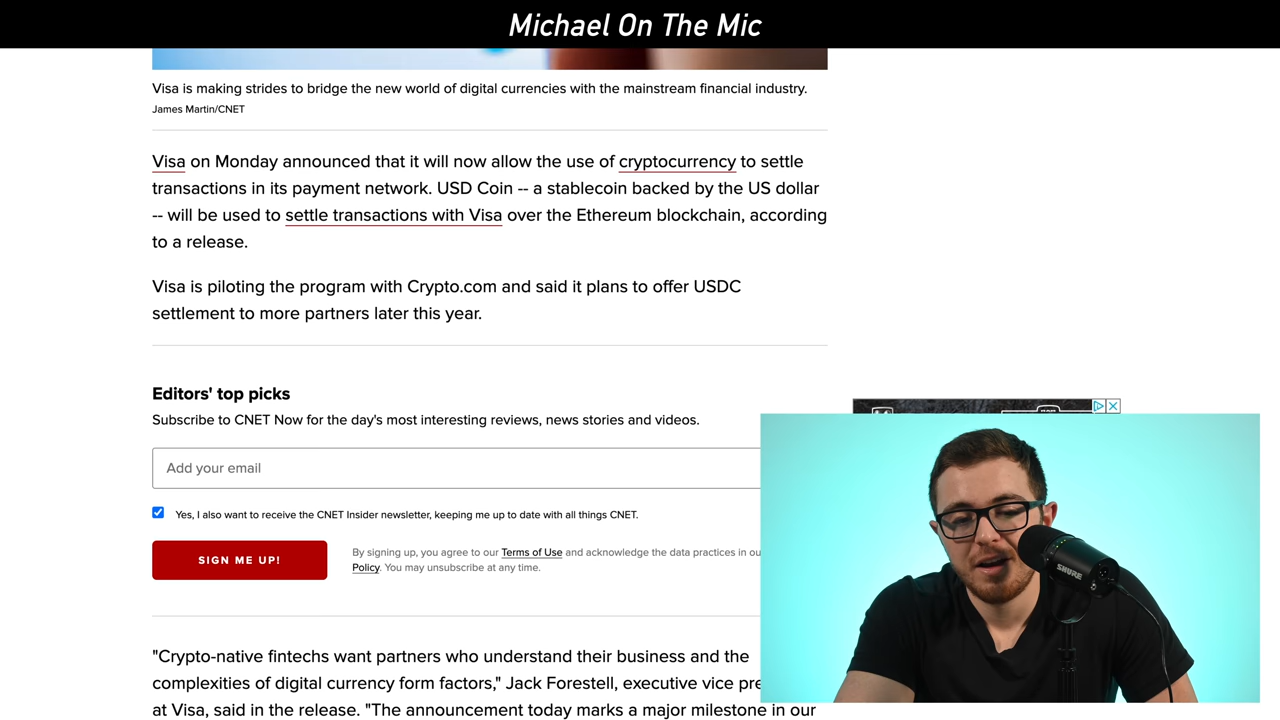 Michael On The Mic
Visa is making strides to bridge the new world of digital currencies with the mainstream financial industry.
James Martin/CNET
Visa on Monday announced that it will now allow the use of cryptocurrency to settle
transactions in its payment network. USD Coin -- a stablecoin backed by the US dollar
-- will be used to settle transactions with Visa over the Ethereum blockchain, according
to a release.
Visa is piloting the program with Crypto.com and said it plans to offer USDC
settlement to more partners later this year.
Editors' top picks
Subscribe to CNET Now for the day's most interesting reviews, news stories and videos.
Add your email
Yes, I also want to receive the CNET Insider newsletter, keeping me up to date with all things CNET.
SIGN ME UP!
By signing up, you agree to our Terms of Use and acknowledge the data practices in
Policy. You may unsubscribe at any time.
"Crypto-native fintechs want partners who understand their business and the
complexities of digital currency form factors," Jack Forestell, executive vice
at Visa, said in the release. "The announcement today marks a major milestone in our
SHURE